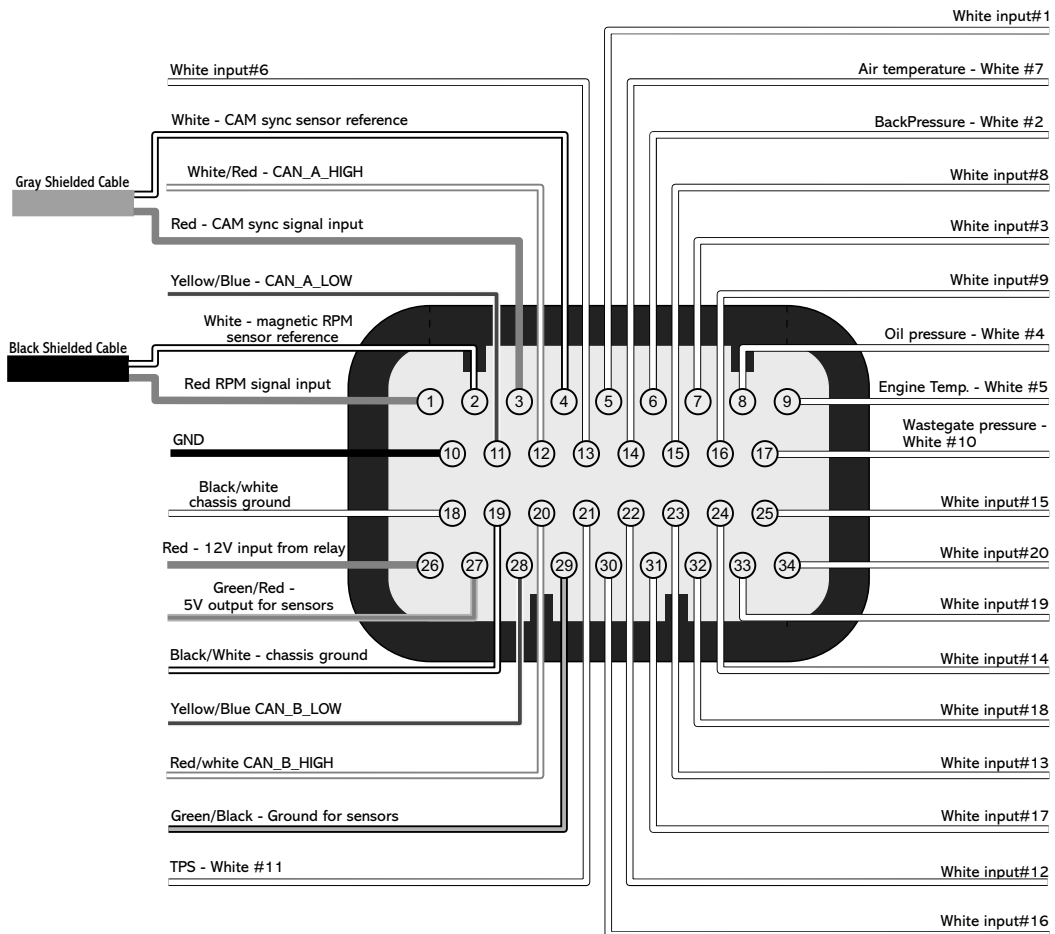 White input#1
White input#6
Air temperature - White #7
White - CAM sync sensor reference
BackPressure - White #2
Gray Shielded Cable
White/Red - CAN_A_HIGH
White input#8
Red - CAM sync signal input
White input#3
Yellow/Blue - CAN_A_LOW
White input#9
White - magnetic RPM
sensor reference
Oil pressure - White #4
Black Shielded Cable
Red RPM signal input
Engine Temp. - White #5
1 2 3 4 5 6 7 8 9
Wastegate pressure -
White #10
GND
10 11 12 13 14 15 16 17
Black/white
chassis ground
White input#15
18 19 20 21 22 23 24 25
Red - 12V input from relay
White input#20
26 27 28 29 30 31 32 33 34
Green/Red -
5V output for sensors
White input#19
Black/White - chassis ground
White input#14
Yellow/Blue CAN_B_LOW
White input#18
Red/white CAN_B_HIGH
White input#13
Green/Black - Ground for sensors
White input#17
TPS - White #11
White input#12
White input#16